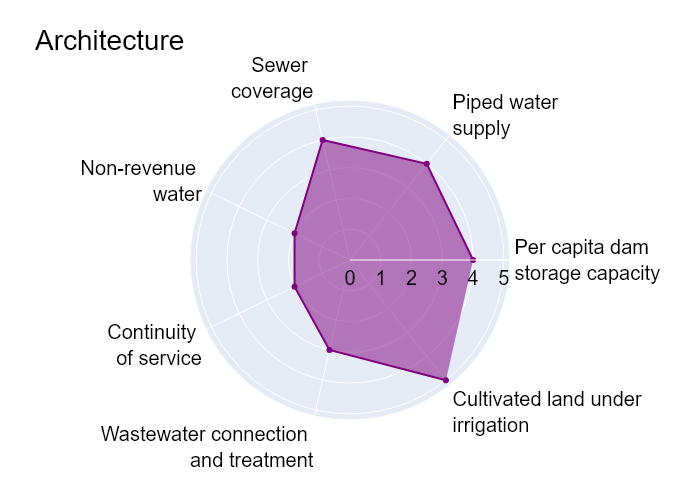 Architecture
Sewer
coverage
Piped water
supply
Non-revenue
water
Per capita dam
storage capacity
0 1 2 3 4 5
Continuity
of service
Cultivated land under
irrigation
Wastewater connection
and treatment